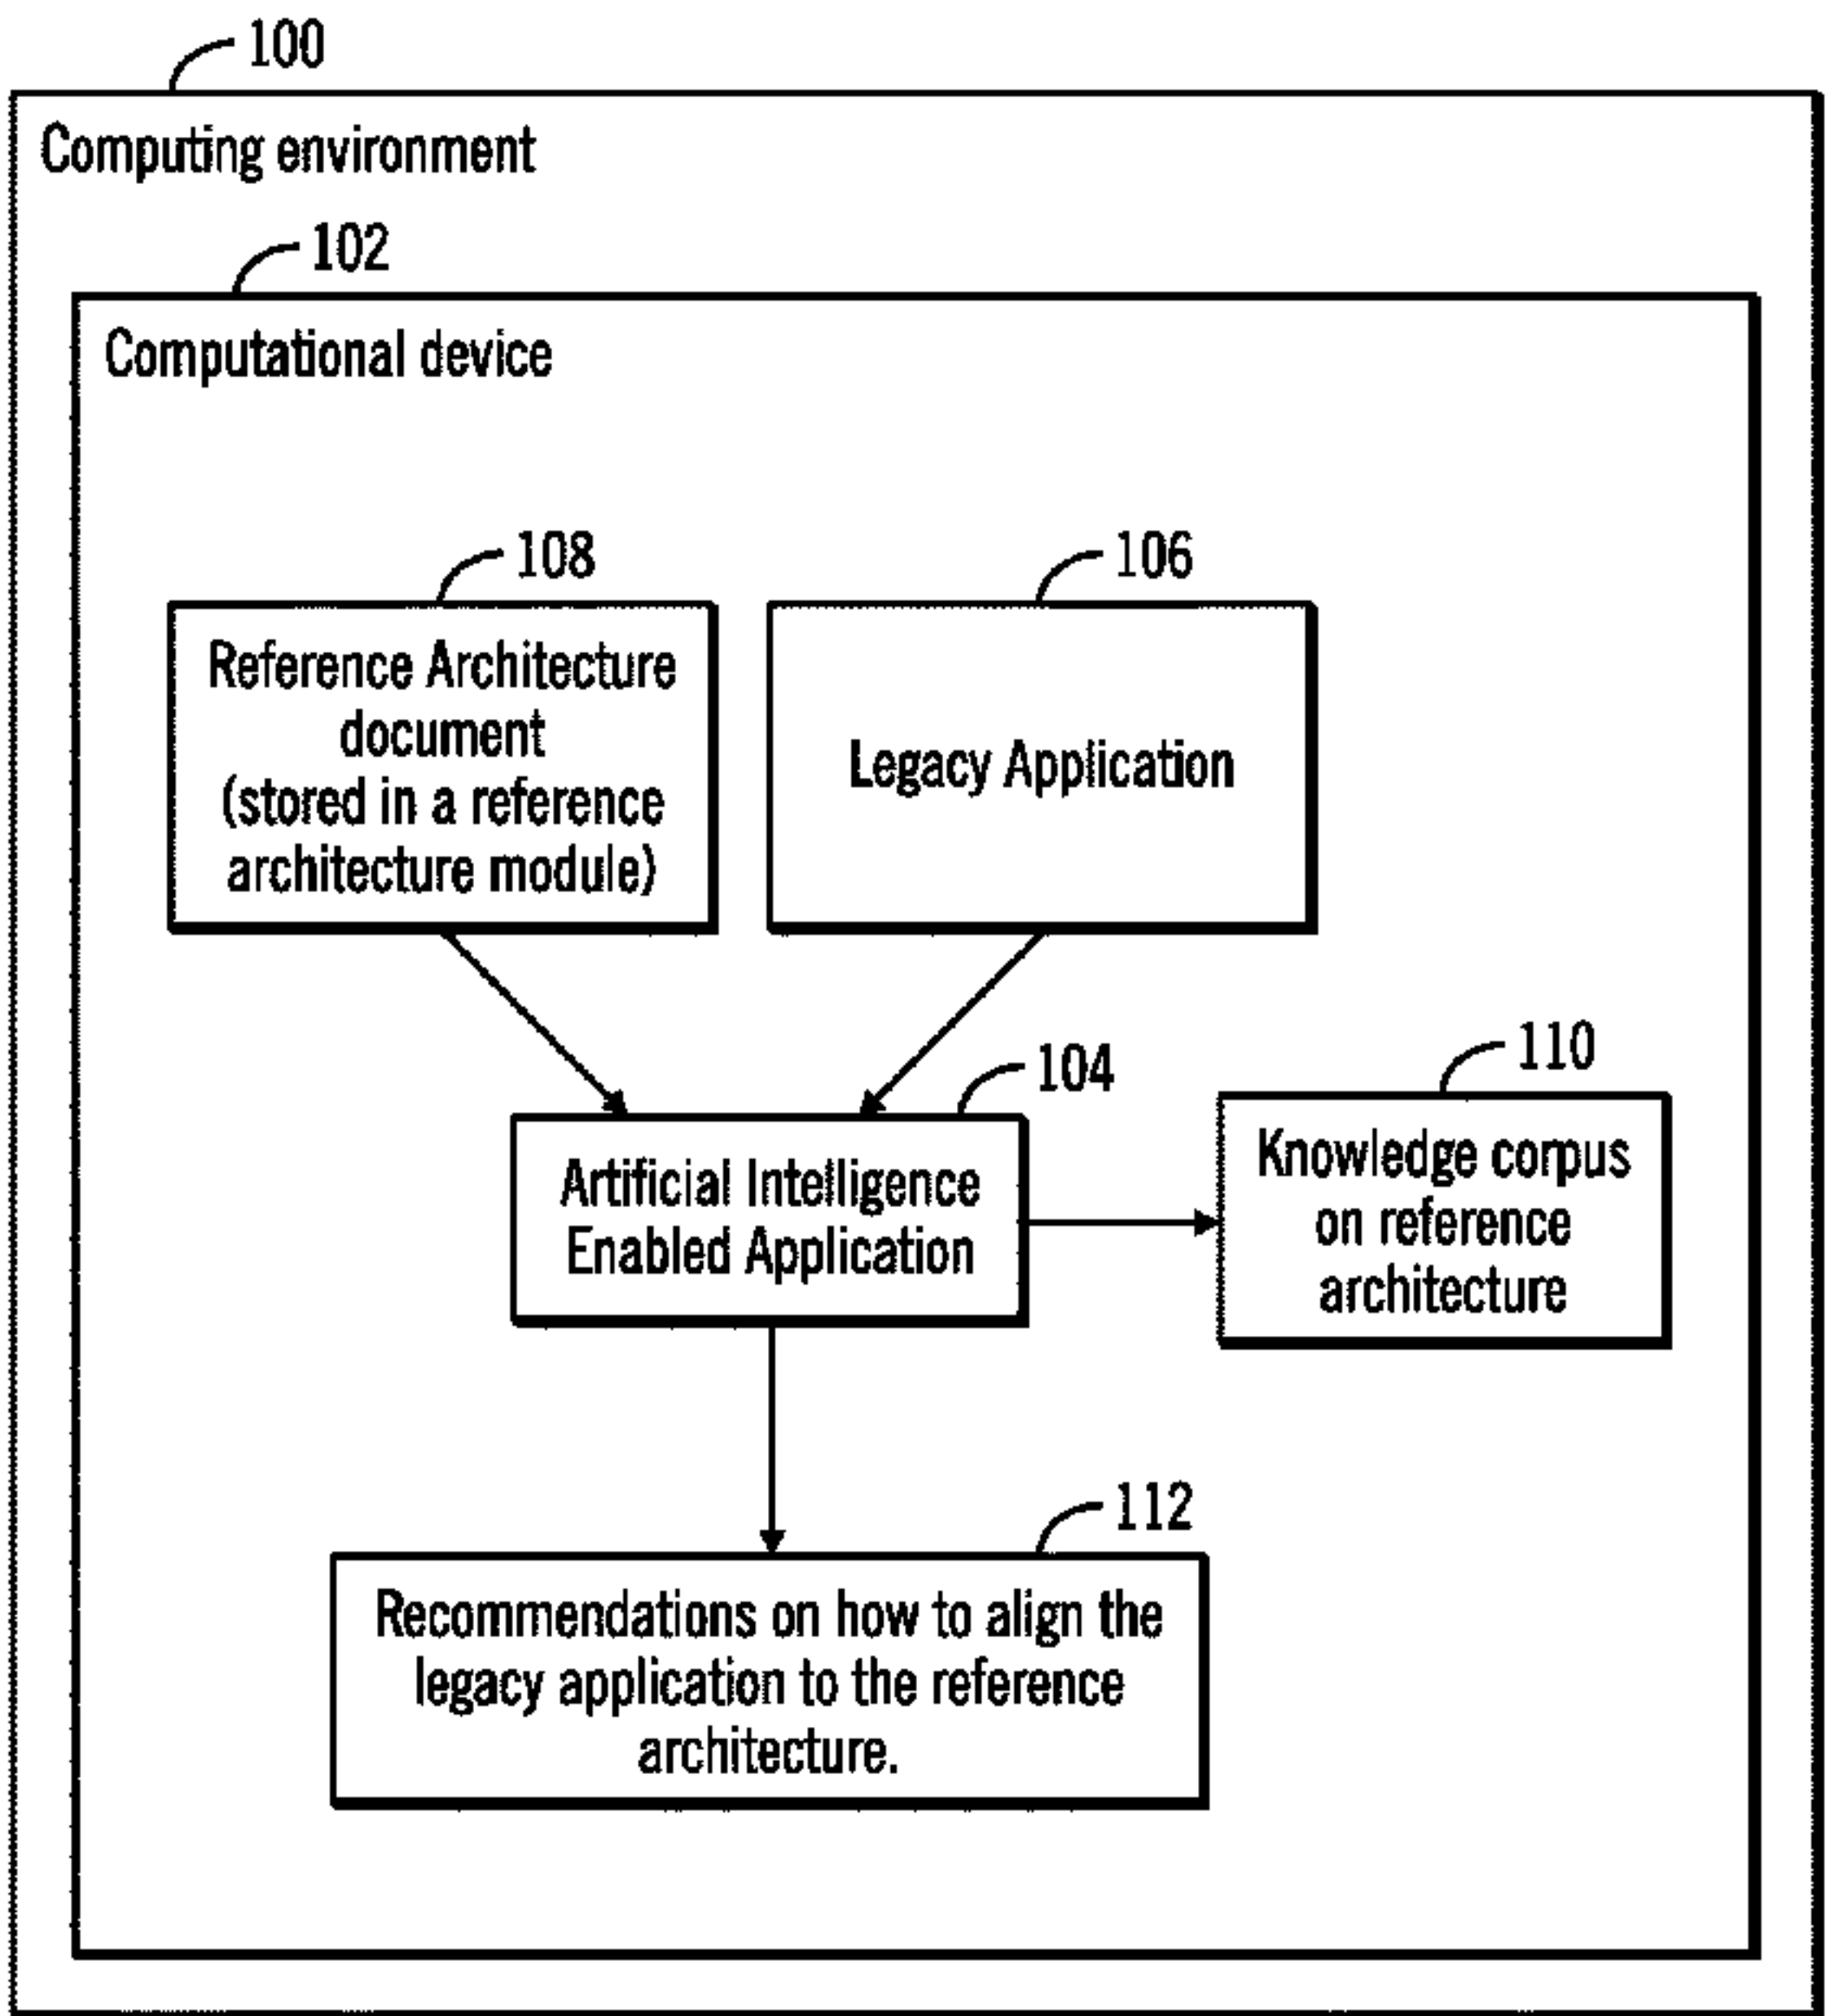 100
Computing environment
102
Computational device
108
106
Reference Architecture
document
(stored in a reference
architecture module)
Legacy Application
104
110
Artificial Intelligence
Enabled Application
Knowledge corpus
on reference
architecture
112
Recommendations on how to align the
legacy application to the reference
architecture.